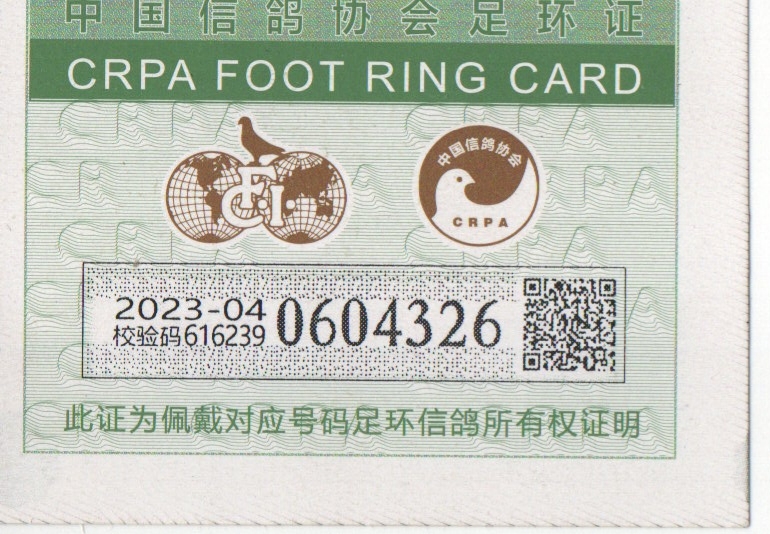 中国信鸽协会足环证
CRPA FOOT RING CARD
FCI
中国信鸽协会
CRPA
2023-04
校验码616239
0604326
此证为佩戴对应号码足环信鸽所有权证明